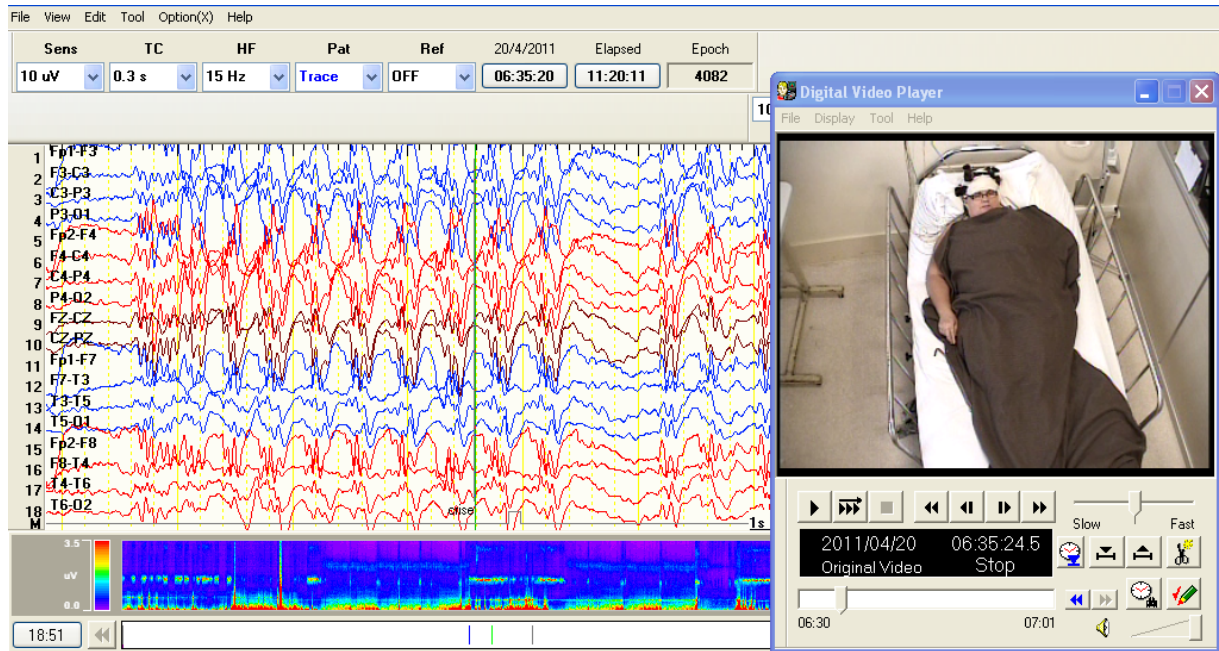 File View Edit Tool Option(X) Help
Sens TC HF Pat Ref 20/4/2011 Elapsed Epoch
10 uV 0.3 s 15 Hz Trace OFF 06:35:20 11:20:11 4082
10
1 Fp1-F3
2 F3-C3
3 C3-P3
4 P3-O1
5 Fp2-F4
6 F4-C4
7 C4-P4
8 P4-O2
9 FZ-CZ
10 CZ-PZ
11 Fp1-F7
12 F7-T3
13 T3-T5
14 T5-O1
15 Fp2-F8
16 F8-T4
17 T4-T6
18 T6-O2
crise
M
1s
3.5
uV
0.0
18:51
Digital Video Player
File Display Tool Help
Slow Fast
2011/04/20 06:35:24.5
Original Video Stop
06:30 07:01